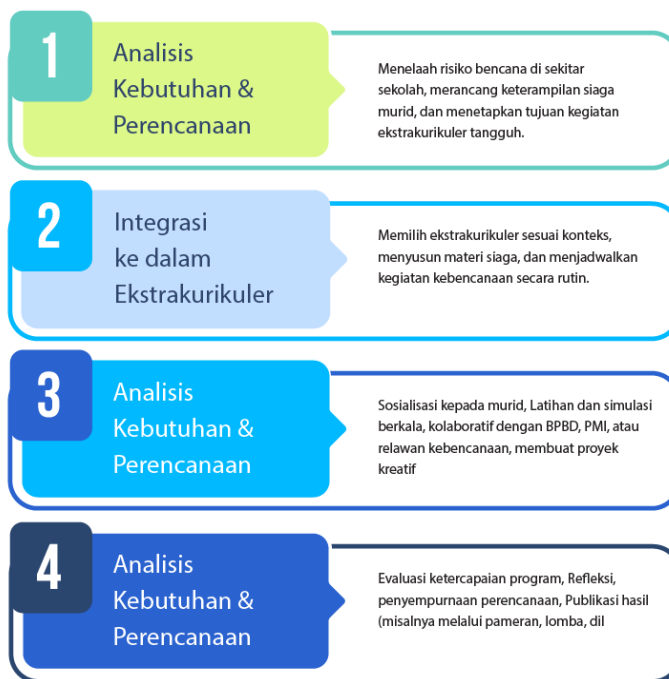 1
Analisis
Kebutuhan &
Perencanaan
Menelaah risiko bencana di sekitar
sekolah, merancang keterampilan siaga
murid, dan menetapkan tujuan kegiatan
ekstrakurikuler tangguh.
2
Integrasi
ke dalam
Ekstrakurikuler
Memilih ekstrakurikuler sesuai konteks,
menyusun materi siaga, dan menjadwalkan
kegiatan kebencanaan secara rutin.
3
Analisis
Kebutuhan &
Perencanaan
Sosialisasi kepada murid, Latihan dan simulasi
berkala, kolaboratif dengan BPBD, PMI, atau
relawan kebencanaan, membuat proyek
kreatif
4
Analisis
Kebutuhan &
Perencanaan
Evaluasi ketercapaian program, Refleksi,
penyempurnaan perencanaan, Publikasi hasil
(misalnya melalui pameran, lomba, dil